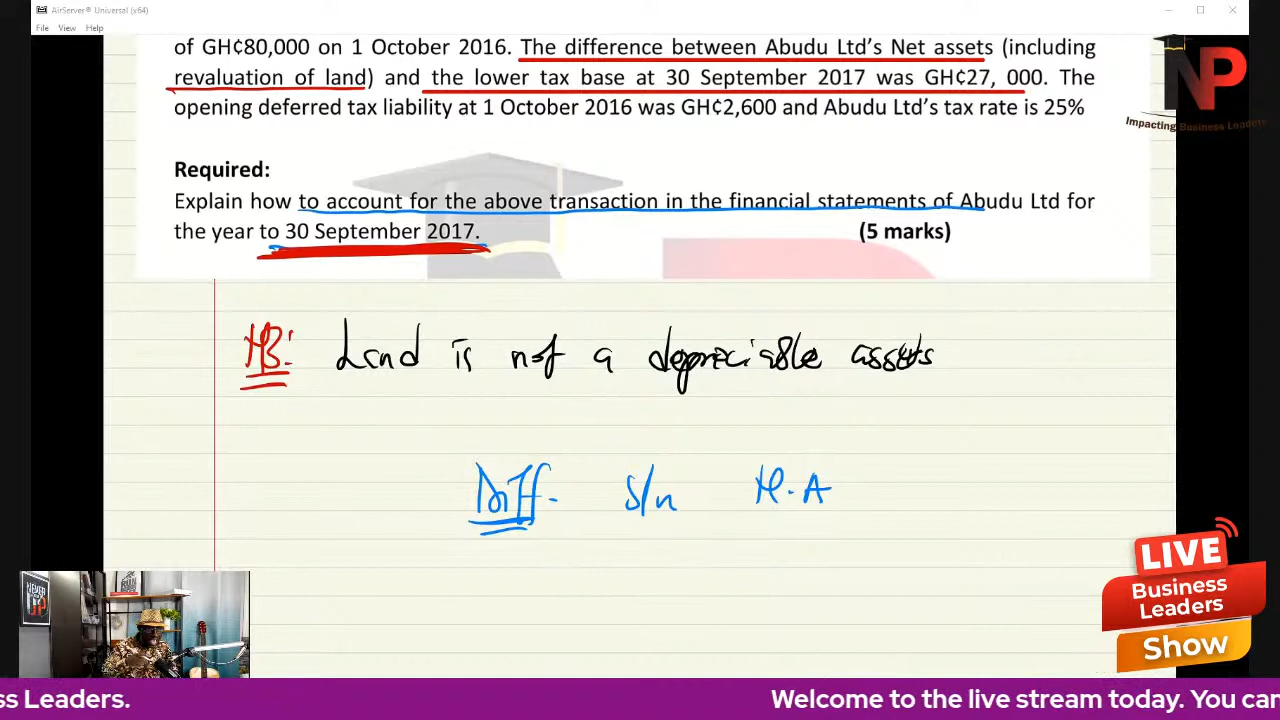 AirServer® Universal (x64)
File View Help
of GH¢80,000 on 1 October 2016. The difference between Abudu Ltd's Net assets (including
revaluation of land) and the lower tax base at 30 September 2017 was GH¢27, 000. The
opening deferred tax liability at 1 October 2016 was GH¢2,600 and Abudu Ltd's tax rate is 25%
NP
Impacting Business Leaders
Required:
Explain how to account for the above transaction in the financial statements of Abudu Ltd for
the year to 30 September 2017. (5 marks)
NB: Land is not a depreciable assets
Diff. b/n N.A
LIVE
Business
Leaders
Show
ss Leaders.
Welcome to the live stream today. You can